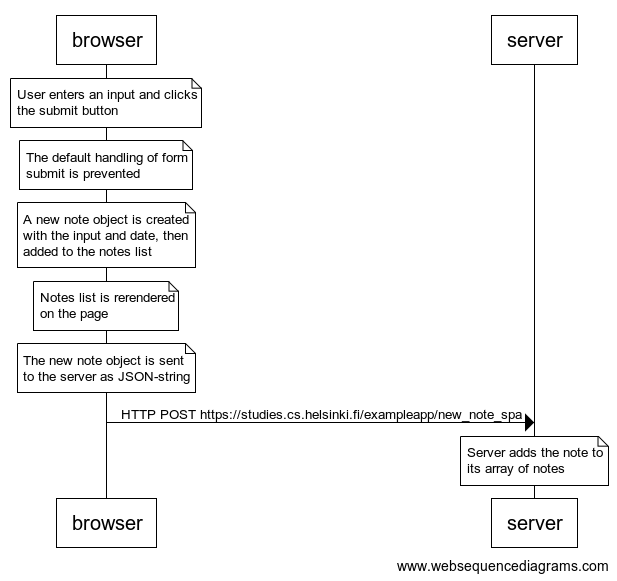 browser
server
User enters an input and clicks
the submit button
The default handling of form
submit is prevented
A new note object is created
with the input and date, then
added to the notes list
Notes list is rerendered
on the page
The new note object is sent
to the server as JSON-string
HTTP POST https://studies.cs.helsinki.fi/exampleapp/new_note_spa
Server adds the note to
its array of notes
browser
server
www.websequencediagrams.com